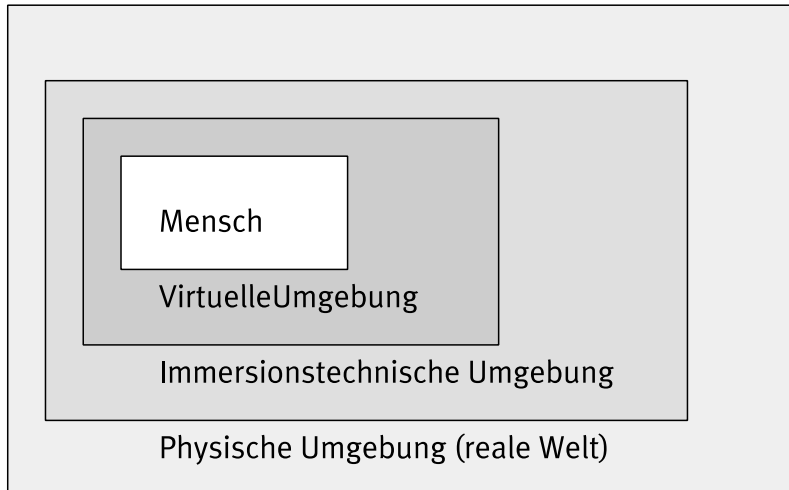 Mensch
VirtuelleUmgebung
Immersionstechnische Umgebung
Physische Umgebung (reale Welt)